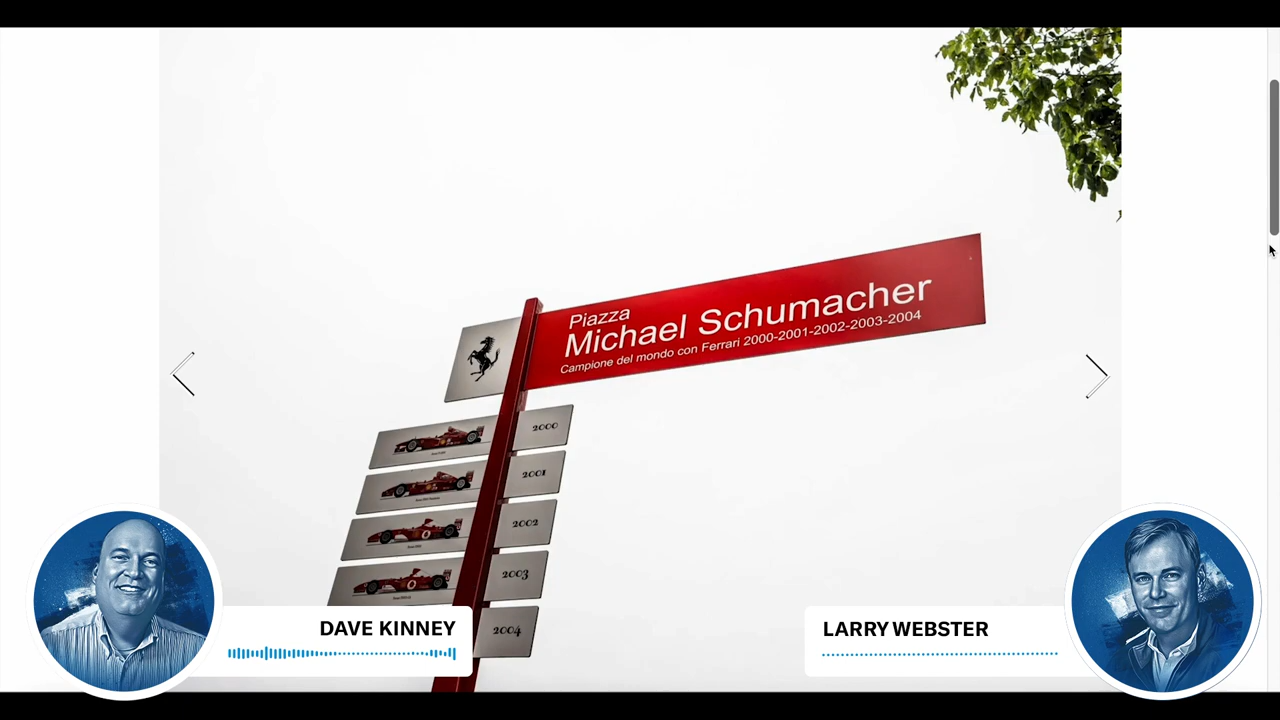 Piazza
Michael Schumacher
Campione del mondo con Ferrari 2000-2001-2002-2003-2004
2000
2001
2002
2003
2004
DAVE KINNEY
LARRY WEBSTER